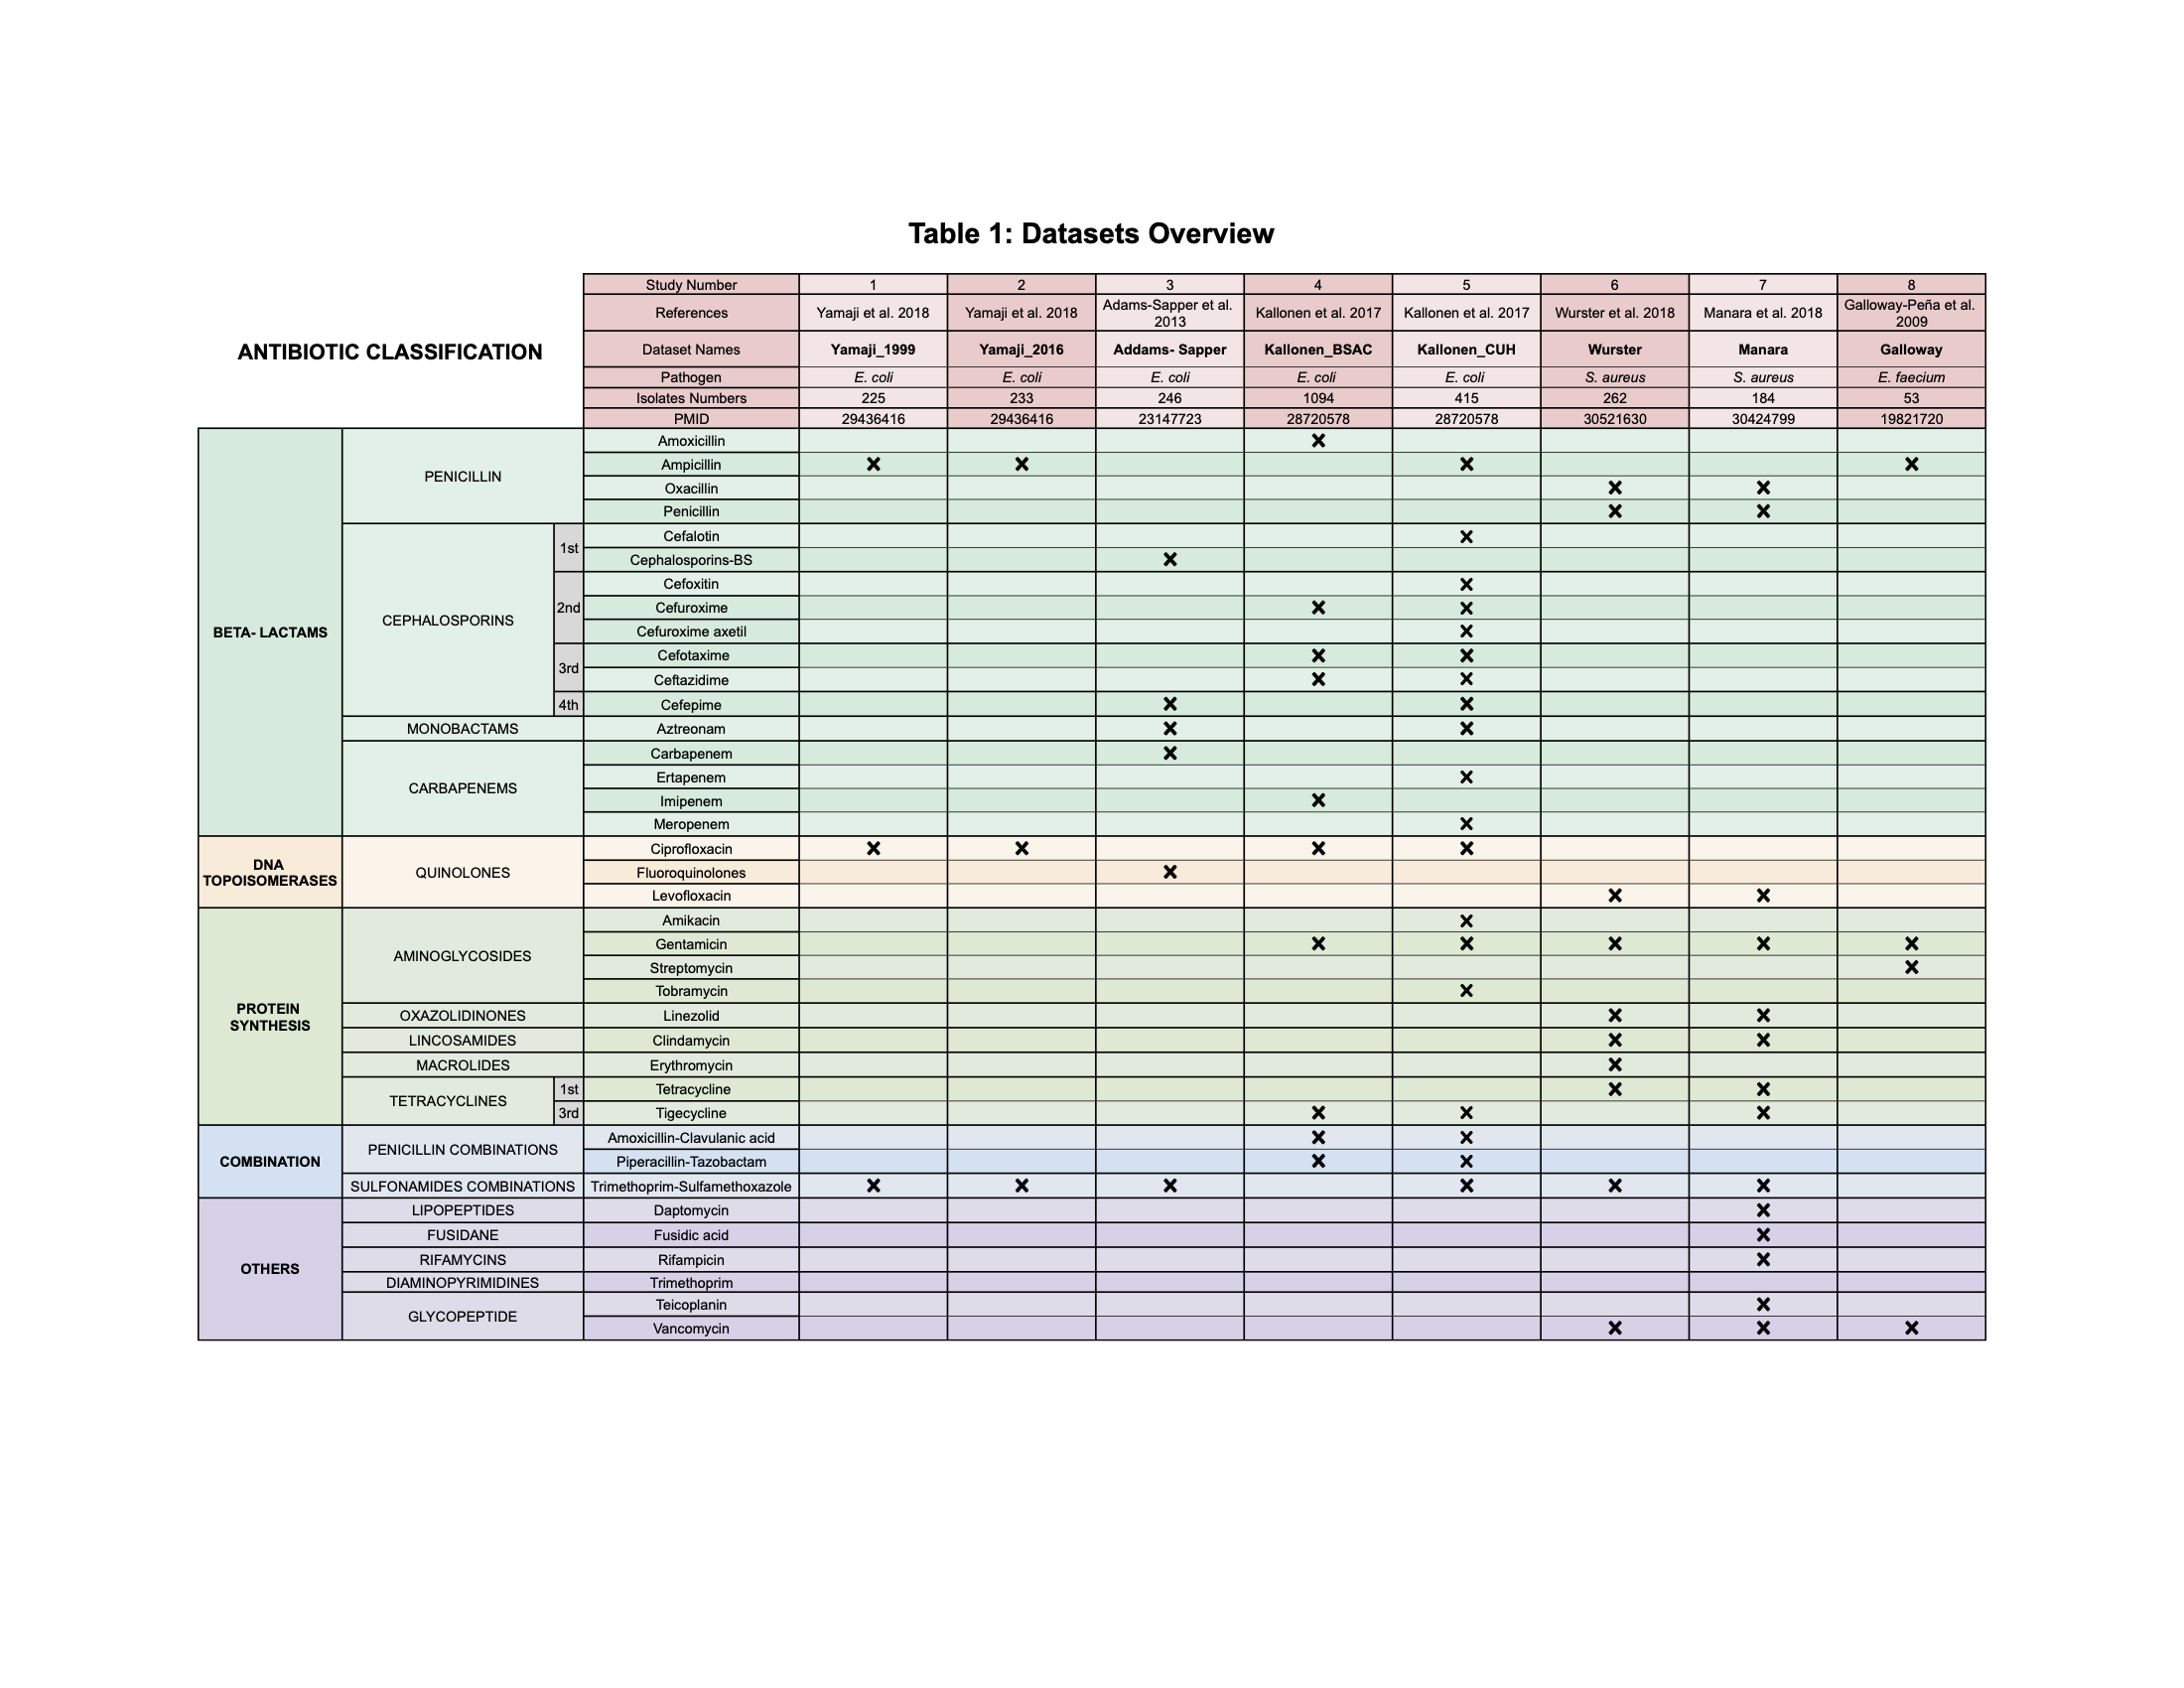 Table 1: Datasets Overview
ANTIBIOTIC CLASSIFICATION
Study Number 1 2 3 4 5 6 7 8
References Yamaji et al. 2018 Yamaji et al. 2018 Adams-Sapper et al. 2013 Kallonen et al. 2017 Kallonen et al. 2017 Wurster et al. 2018 Manara et al. 2018 Galloway-Peña et al. 2009
Dataset Names Yamaji_1999 Yamaji_2016 Addams- Sapper Kallonen_BSAC Kallonen_CUH Wurster Manara Galloway
Pathogen E. coli E. coli E. coli E. coli E. coli S. aureus S. aureus E. faecium
Isolates Numbers 225 233 246 1094 415 262 184 53
PMID 29436416 29436416 23147723 28720578 28720578 30521630 30424799 19821720
BETA- LACTAMS
PENICILLIN
Amoxicillin ✖
Ampicillin ✖ ✖ ✖ ✖
Oxacillin ✖ ✖
Penicillin ✖ ✖
CEPHALOSPORINS
1st
Cefalotin ✖
Cephalosporins-BS ✖
2nd
Cefoxitin ✖
Cefuroxime ✖ ✖
Cefuroxime axetil ✖
3rd
Cefotaxime ✖ ✖
Ceftazidime ✖ ✖
4th
Cefepime ✖ ✖
MONOBACTAMS
Aztreonam ✖ ✖
CARBAPENEMS
Carbapenem ✖
Ertapenem ✖
Imipenem ✖
Meropenem ✖
DNA
TOPOISOMERASES
QUINOLONES
Ciprofloxacin ✖ ✖ ✖ ✖
Fluoroquinolones ✖
Levofloxacin ✖ ✖
PROTEIN
SYNTHESIS
AMINOGLYCOSIDES
Amikacin ✖
Gentamicin ✖ ✖ ✖ ✖ ✖
Streptomycin ✖
Tobramycin ✖
OXAZOLIDINONES
Linezolid ✖ ✖
LINCOSAMIDES
Clindamycin ✖ ✖
MACROLIDES
Erythromycin ✖
TETRACYCLINES
1st
Tetracycline ✖ ✖
3rd
Tigecycline ✖ ✖ ✖
COMBINATION
PENICILLIN COMBINATIONS
Amoxicillin-Clavulanic acid ✖ ✖
Piperacillin-Tazobactam ✖ ✖
SULFONAMIDES COMBINATIONS
Trimethoprim-Sulfamethoxazole ✖ ✖ ✖ ✖ ✖ ✖
OTHERS
LIPOPEPTIDES
Daptomycin ✖
FUSIDANE
Fusidic acid ✖
RIFAMYCINS
Rifampicin ✖
DIAMINOPYRIMIDINES
Trimethoprim
GLYCOPEPTIDE
Teicoplanin ✖
Vancomycin ✖ ✖ ✖